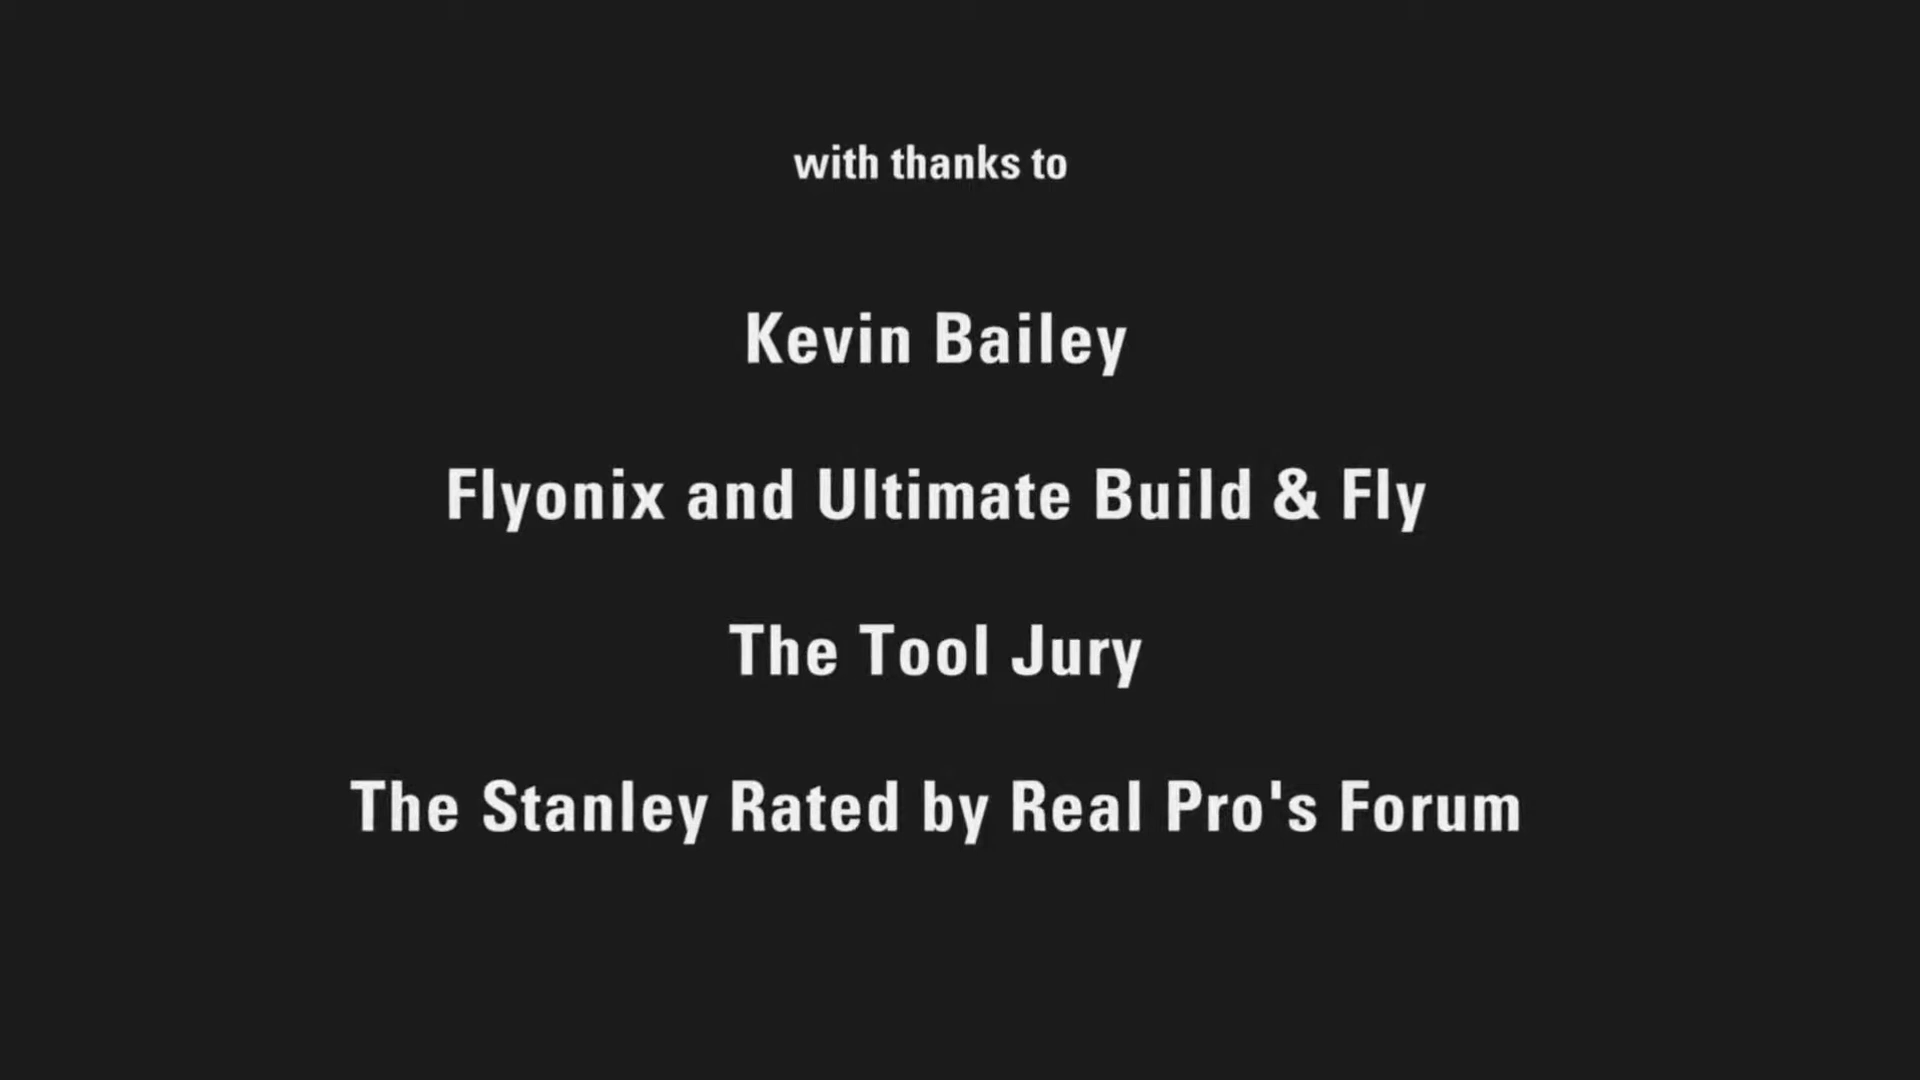 with thanks to
Kevin Bailey
Flyonix and Ultimate Build & Fly
The Tool Jury
The Stanley Rated by Real Pro's Forum